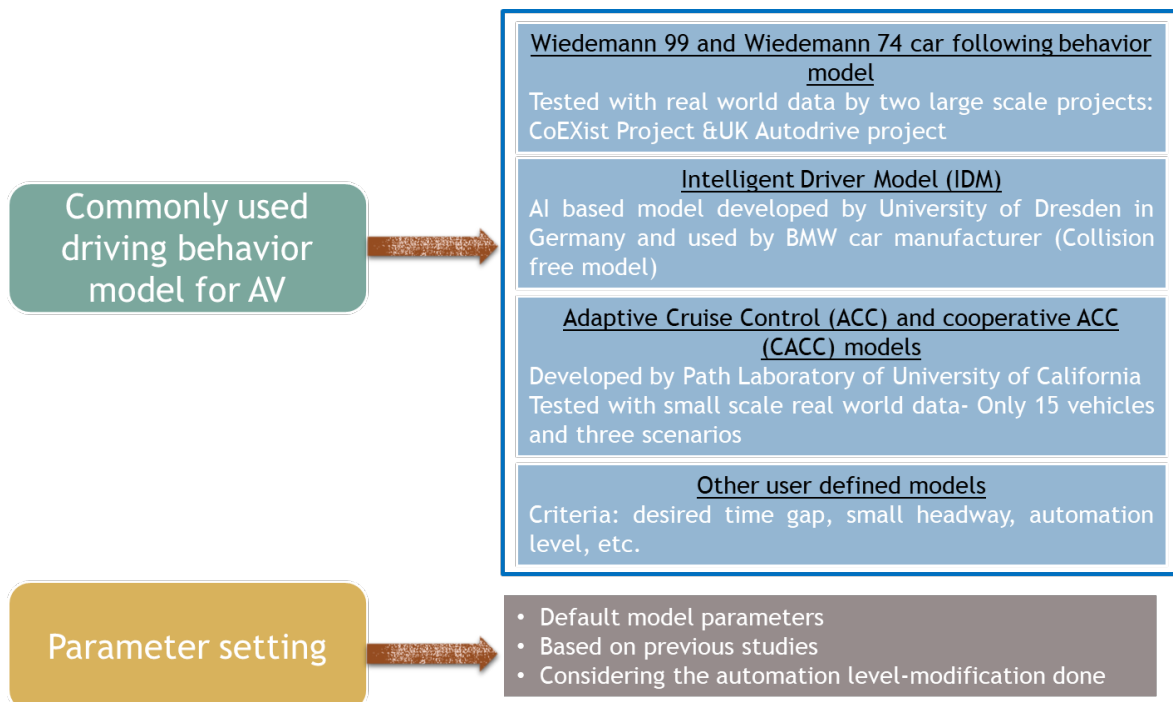 Wiedemann 99 and Wiedemann 74 car following behavior
model
Tested with real world data by two large scale projects:
CoEXist Project &UK Autodrive project
Commonly used
driving behavior
model for AV
Intelligent Driver Model (IDM)
AI based model developed by University of Dresden in
Germany and used by BMW car manufacturer (Collision
free model)
Adaptive Cruise Control (ACC) and cooperative ACC
(CACC) models
Developed by Path Laboratory of University of California
Tested with small scale real world data- Only 15 vehicles
and three scenarios
Other user defined models
Criteria: desired time gap, small headway, automation
level, etc.
Parameter setting
• Default model parameters
• Based on previous studies
• Considering the automation level-modification done